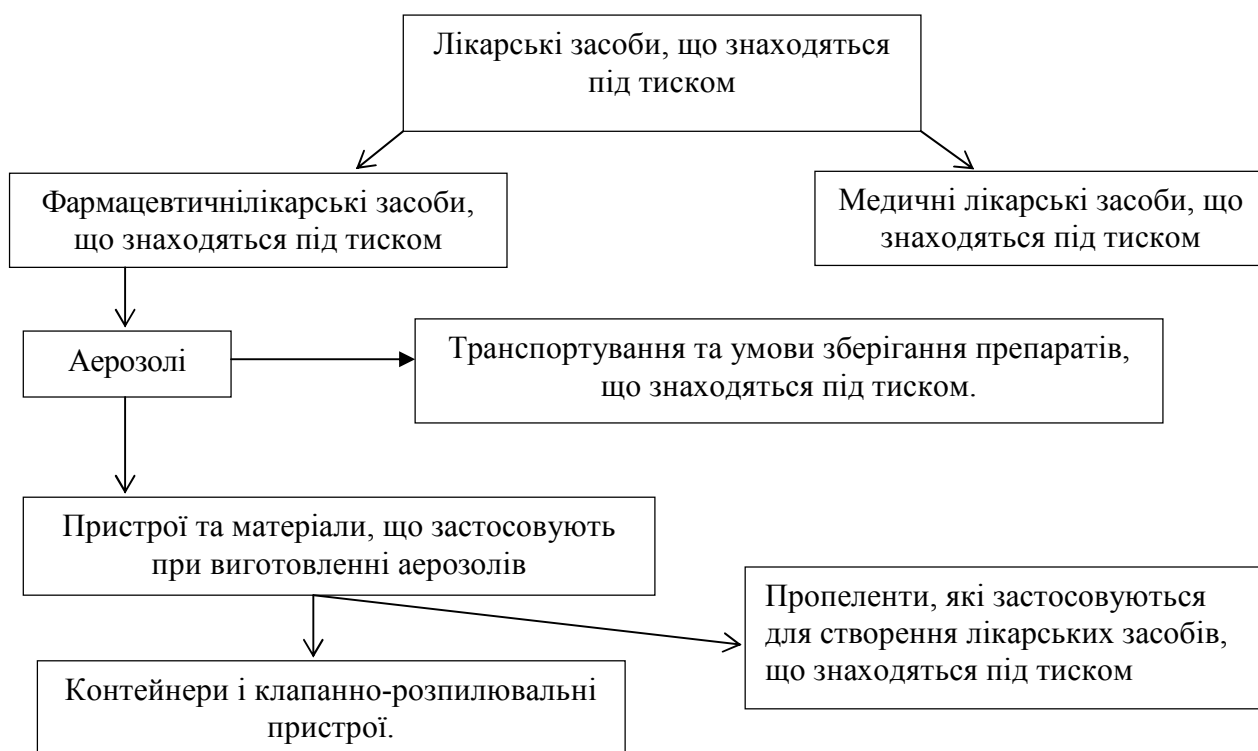 Лікарські засоби, що знаходяться
під тиском
Фармацевтичнілікарські засоби,
що знаходяться під тиском
Медичні лікарські засоби, що
знаходяться під тиском
Аерозолі
Транспортування та умови зберігання препаратів,
що знаходяться під тиском.
Пристрої та матеріали, що застосовують
при виготовленні аерозолів
Пропеленти, які застосовуються
для створення лікарських засобів,
що знаходяться під тиском
Контейнери і клапанно-розпилювальні
пристрої.